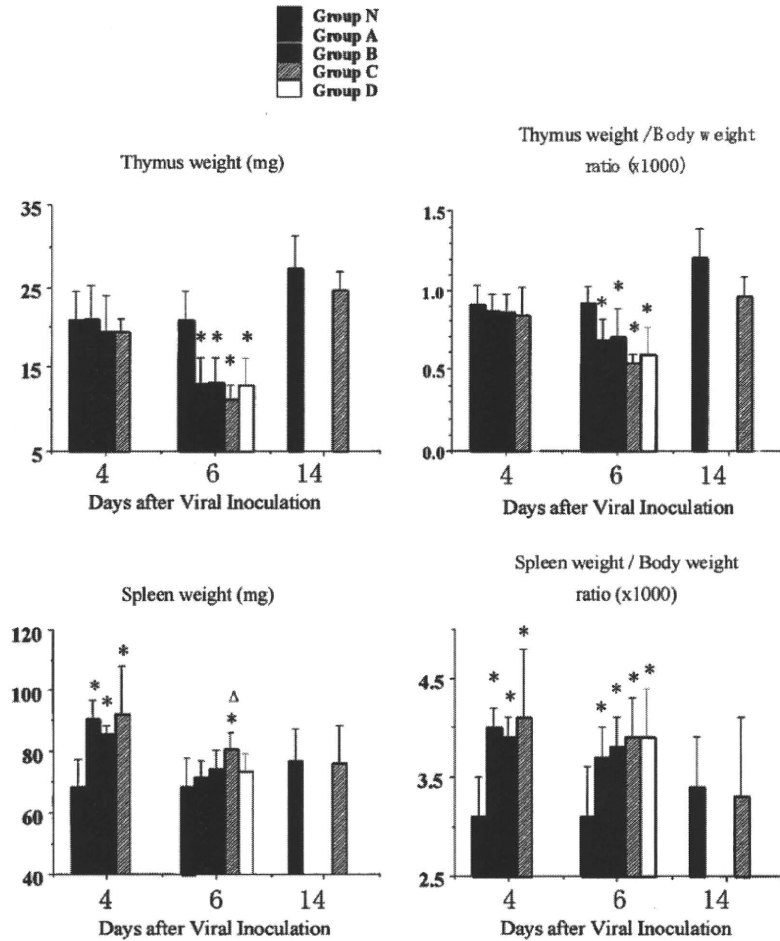 Group N
Group A
Group B
Group C
Group D
Thymus weight (mg)
35
25
15
5
* * * *
4 6 14
Days after Viral Inoculation
Thymus weight /Body weight
ratio (x1000)
1.5
1.0
0.5
0.0
* * * *
4 6 14
Days after Viral Inoculation
Spleen weight (mg)
120
100
80
60
40
* * *
Δ
*
4 6 14
Days after Viral Inoculation
Spleen weight / Body weight
ratio (x1000)
4.5
3.5
2.5
* * *
* * * *
4 6 14
Days after Viral Inoculation